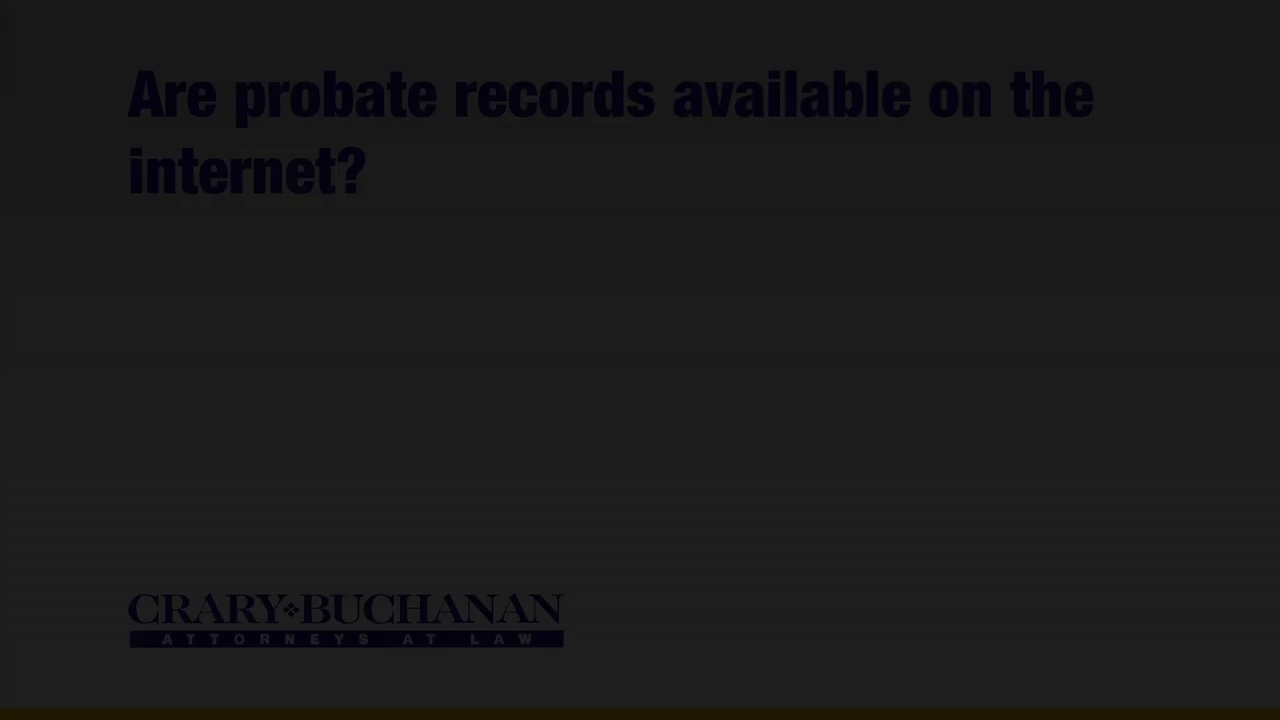 Are probate records available on the
internet?
CRARY❖BUCHANAN
ATTORNEYS AT LAW